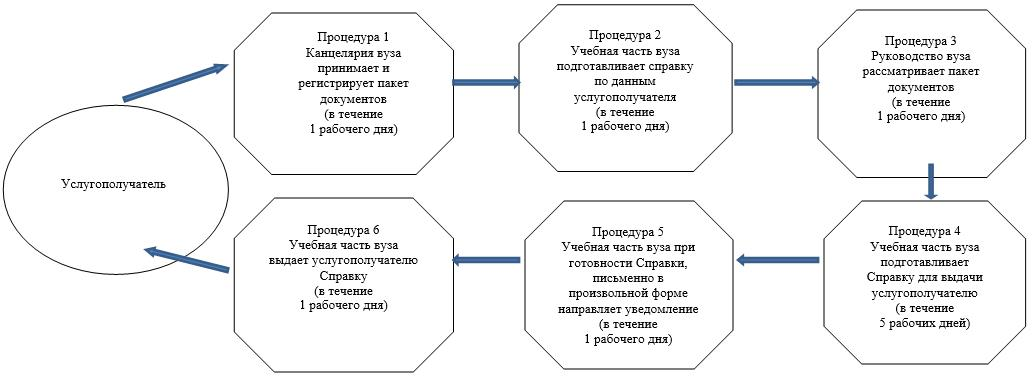 Услугополучатель
Процедура 1
Канцелярия вуза
принимает и
регистрирует пакет
документов
(в течение
1 рабочего дня)
Процедура 2
Учебная часть вуза
подготавливает справку
по данным
услугополучателя
(в течение
1 рабочего дня)
Процедура 3
Руководство вуза
рассматривает пакет
документов
(в течение
1 рабочего дня)
Процедура 4
Учебная часть вуза
подготавливает
Справку для выдачи
услугополучателю
(в течение
5 рабочих дней)
Процедура 5
Учебная часть вуза при
готовности Справки,
письменно в
произвольной форме
направляет уведомление
(в течение
1 рабочего дня)
Процедура 6
Учебная часть вуза
выдает услугополучателю
Справку
(в течение
1 рабочего дня)